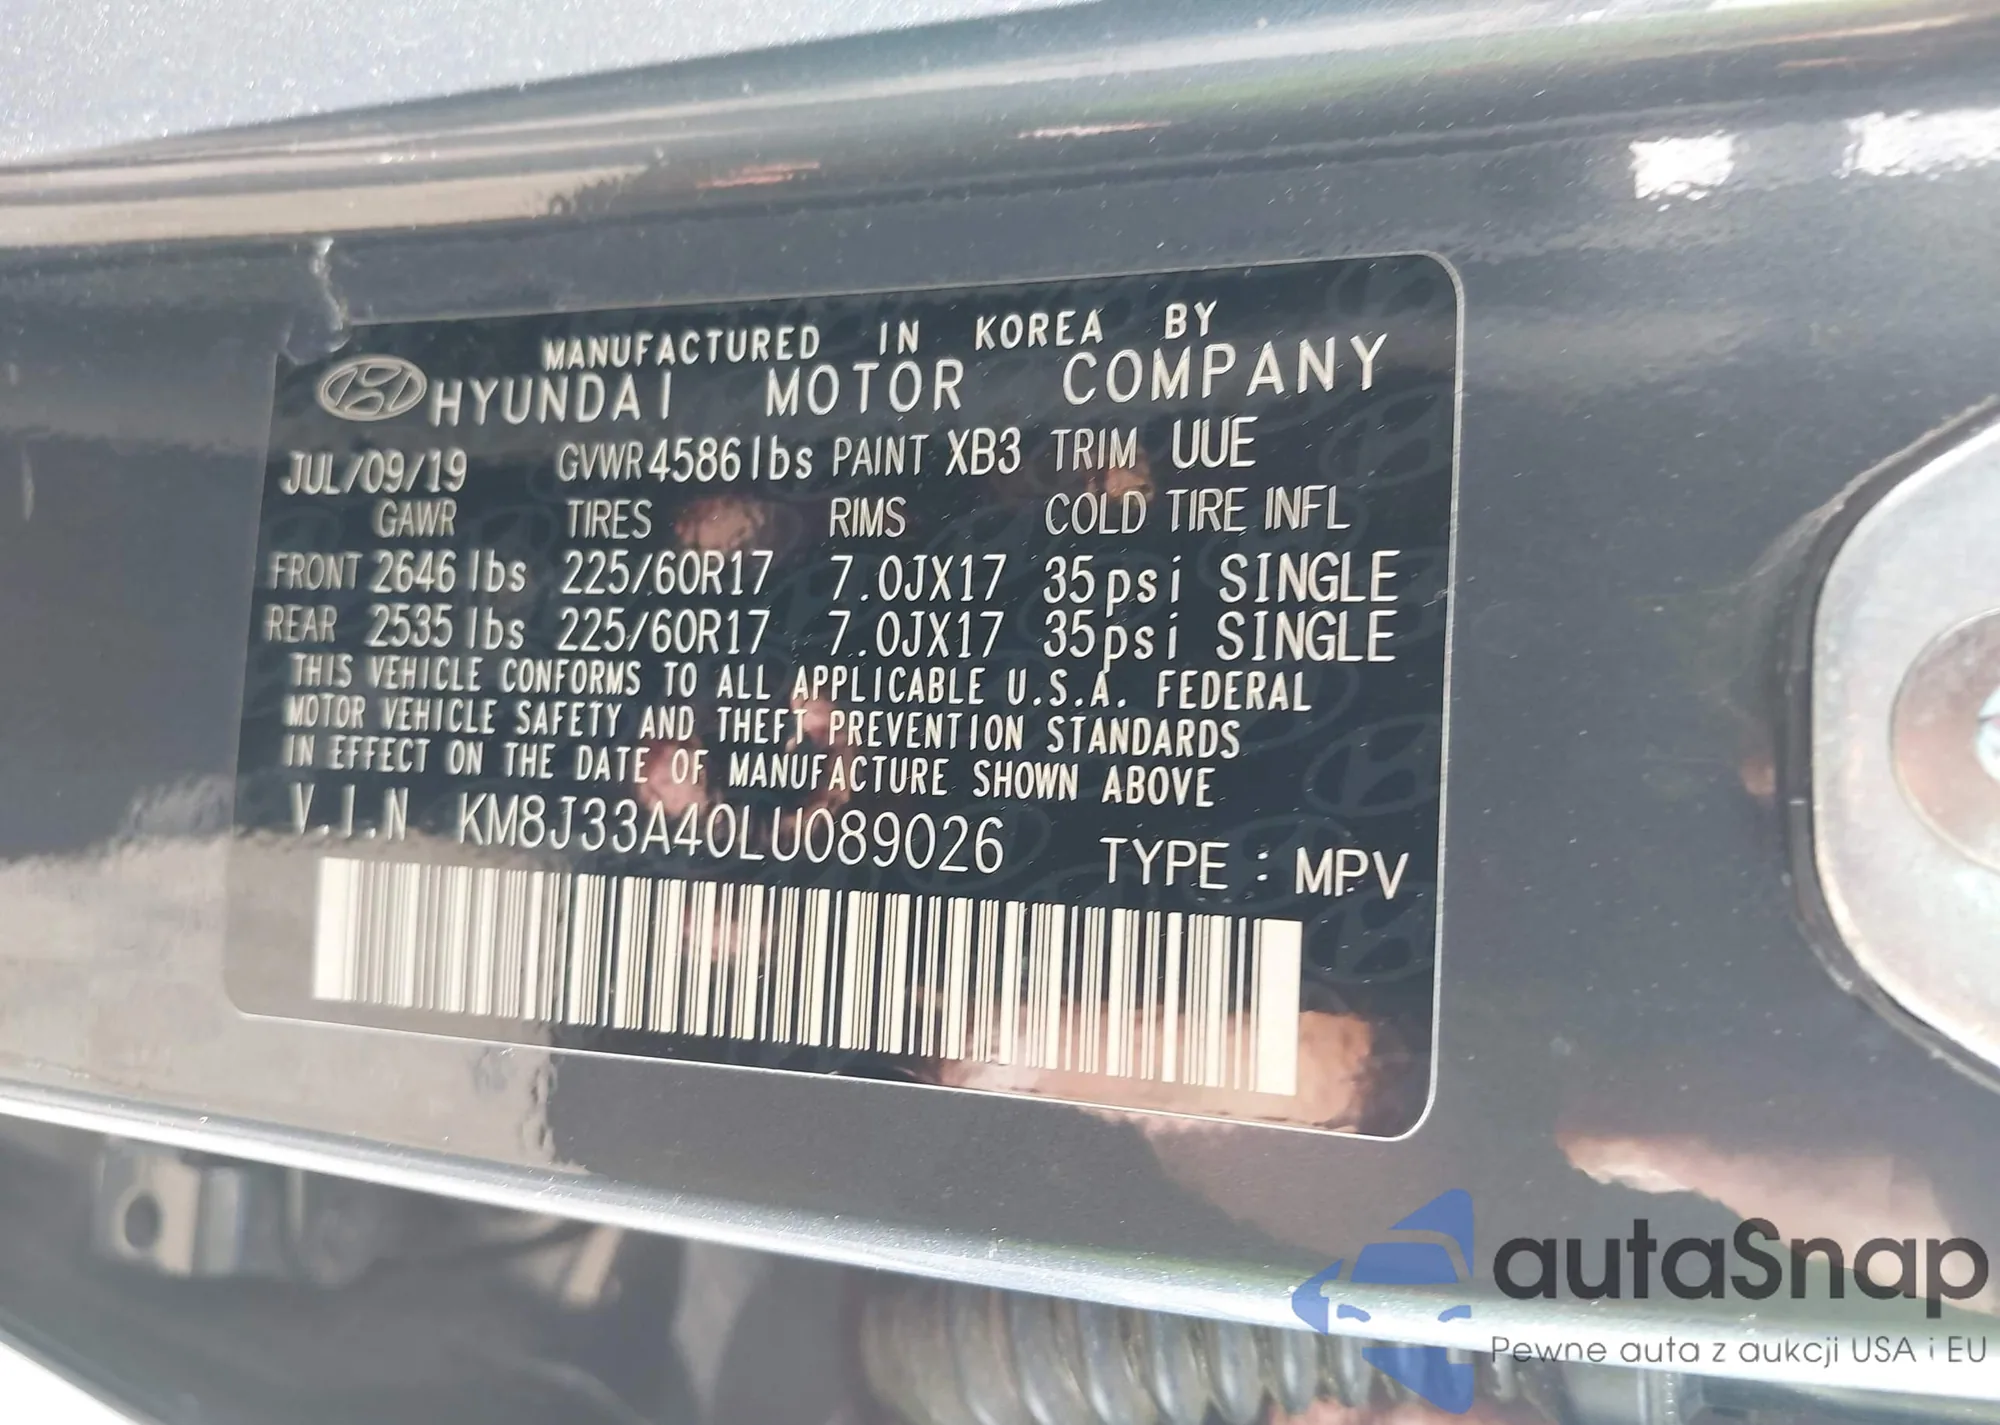 MANUFACTURED IN KOREA BY
HYUNDAI MOTOR COMPANY
JUL/09/19 GVWR 4586 lbs PAINT XB3 TRIM UUE
GAWR TIRES RIMS COLD TIRE INFL
FRONT 2646 lbs 225/60R17 7.0JX17 35psi SINGLE
REAR 2535 lbs 225/60R17 7.0JX17 35psi SINGLE
THIS VEHICLE CONFORMS TO ALL APPLICABLE U.S.A. FEDERAL
MOTOR VEHICLE SAFETY AND THEFT PREVENTION STANDARDS
IN EFFECT ON THE DATE OF MANUFACTURE SHOWN ABOVE
V.I.N KM8J33A40LU089026 TYPE : MPV
autaSnap
Pewne auta z aukcji USA i EU